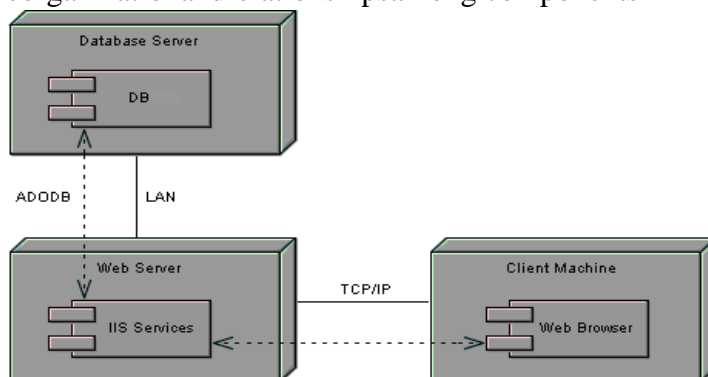 Database Server
DB
ADODB
LAN
Web Server
Client Machine
TCP/IP
IIS Services
Web Browser